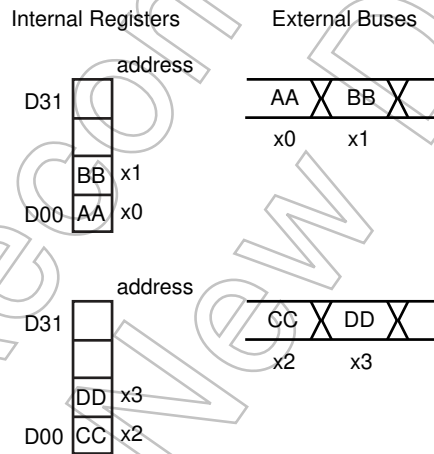 Internal Registers External Buses
address
D31 AA BB
x0 x1
BB x1
D00 AA x0
address
D31 CC DD
x2 x3
DD x3
D00 CC x2